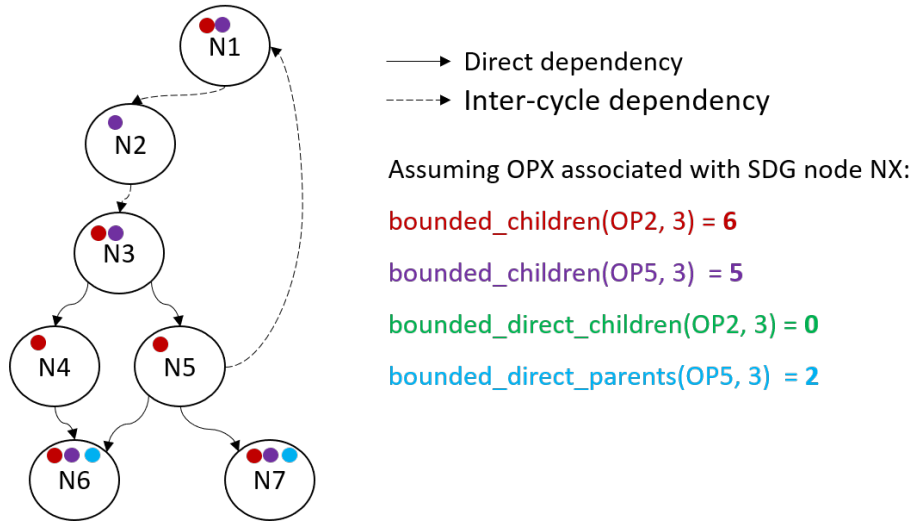 N1
N2
N3
N4
N5
N6
N7
Direct dependency
Inter-cycle dependency
Assuming OPX associated with SDG node NX:
bounded_children(OP2, 3) = 6
bounded_children(OP5, 3) = 5
bounded_direct_children(OP2, 3) = 0
bounded_direct_parents(OP5, 3) = 2